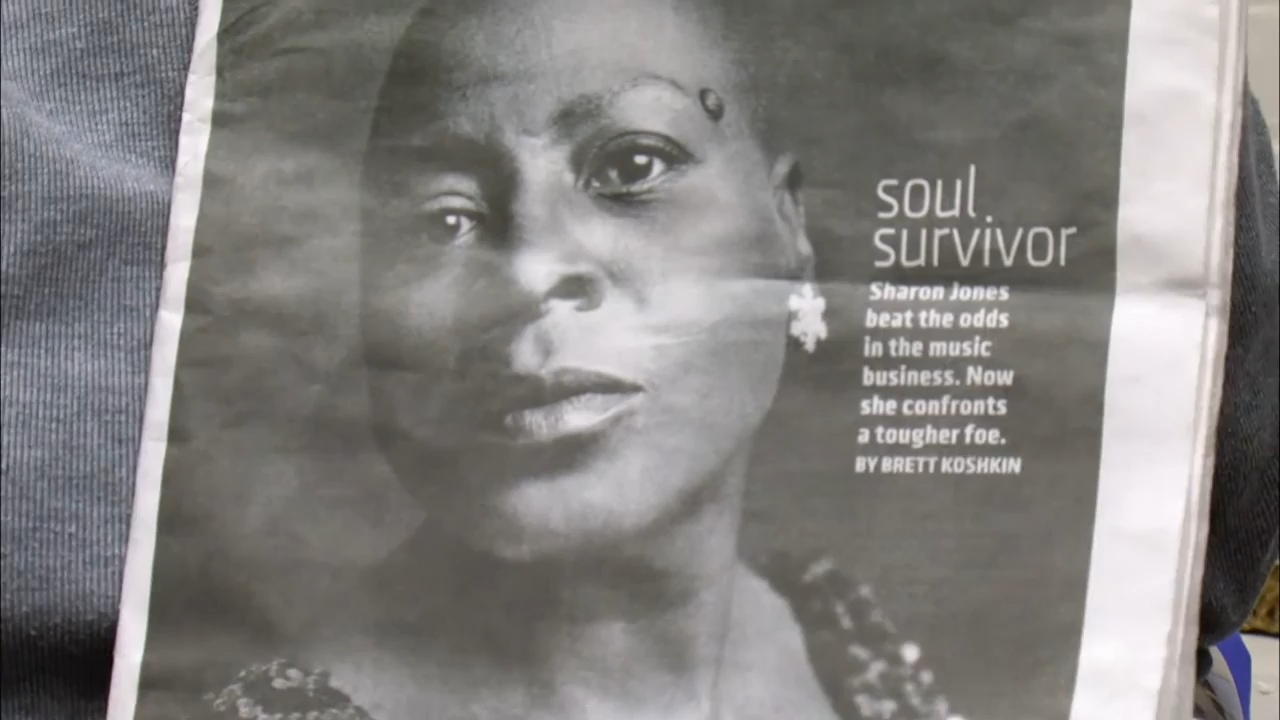 soul
survivor
Sharon Jones
beat the odds
in the music
business. Now
she confronts
a tougher foe.
BY BRETT KOSHKIN